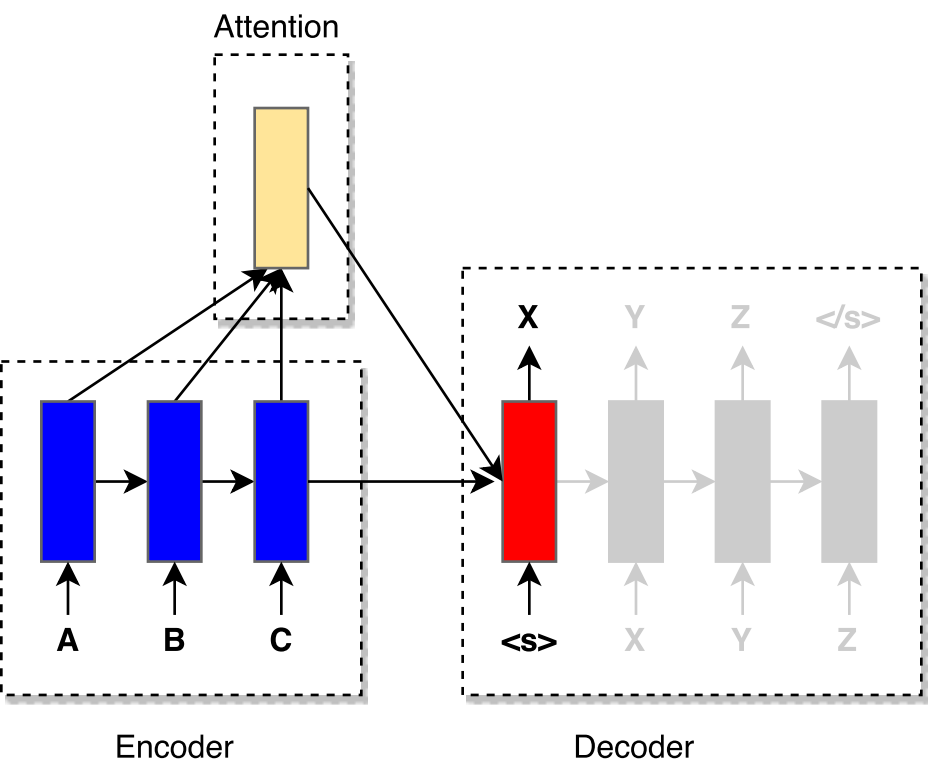 Attention
X Y Z </s>
A B C <s> X Y Z
Encoder Decoder